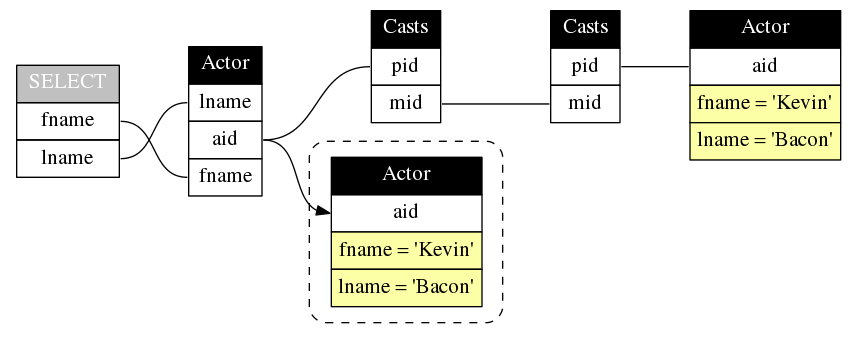 SELECT
fname
lname
Actor
lname
aid
fname
Casts
pid
mid
Casts
pid
mid
Actor
aid
fname = 'Kevin'
lname = 'Bacon'
Actor
aid
fname = 'Kevin'
lname = 'Bacon'